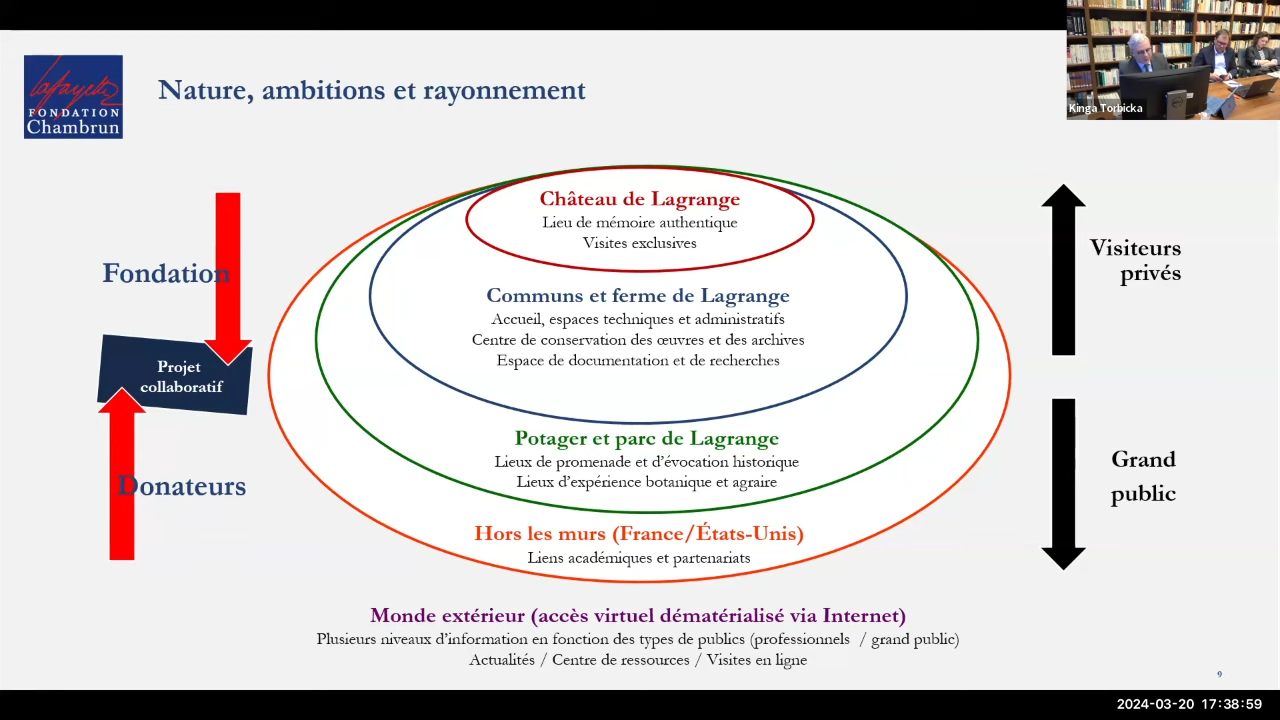 Lafayette
FONDATION
Chambrun
Nature, ambitions et rayonnement
Kinga Torbicka
Fondation
Projet
collaboratif
Donateurs
Château de Lagrange
Lieu de mémoire authentique
Visites exclusives
Communs et ferme de Lagrange
Accueil, espaces techniques et administratifs
Centre de conservation des œuvres et des archives
Espace de documentation et de recherches
Potager et parc de Lagrange
Lieux de promenade et d’évocation historique
Lieux d’expérience botanique et agraire
Hors les murs (France/États-Unis)
Liens académiques et partenariats
Visiteurs
privés
Grand
public
Monde extérieur (accès virtuel dématérialisé via Internet)
Plusieurs niveaux d’information en fonction des types de publics (professionnels / grand public)
Actualités / Centre de ressources / Visites en ligne
9
2024-03-20 17:38:59